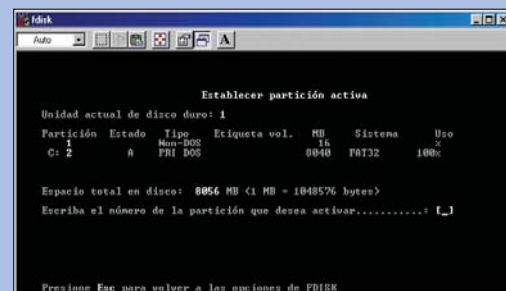 fdisk
Auto
A
Establecer partición activa
Unidad actual de disco duro: 1
Partición Estado Tipo Etiqueta vol. MB Sistema Uso
1 Non-DOS 16 %
C: 2 A PRI DOS 8040 FAT32 100%
Espacio total en disco: 8056 MB (1 MB = 1048576 bytes)
Escriba el número de la partición que desea activar...........: [_]
Presione Esc para volver a las opciones de FDISK